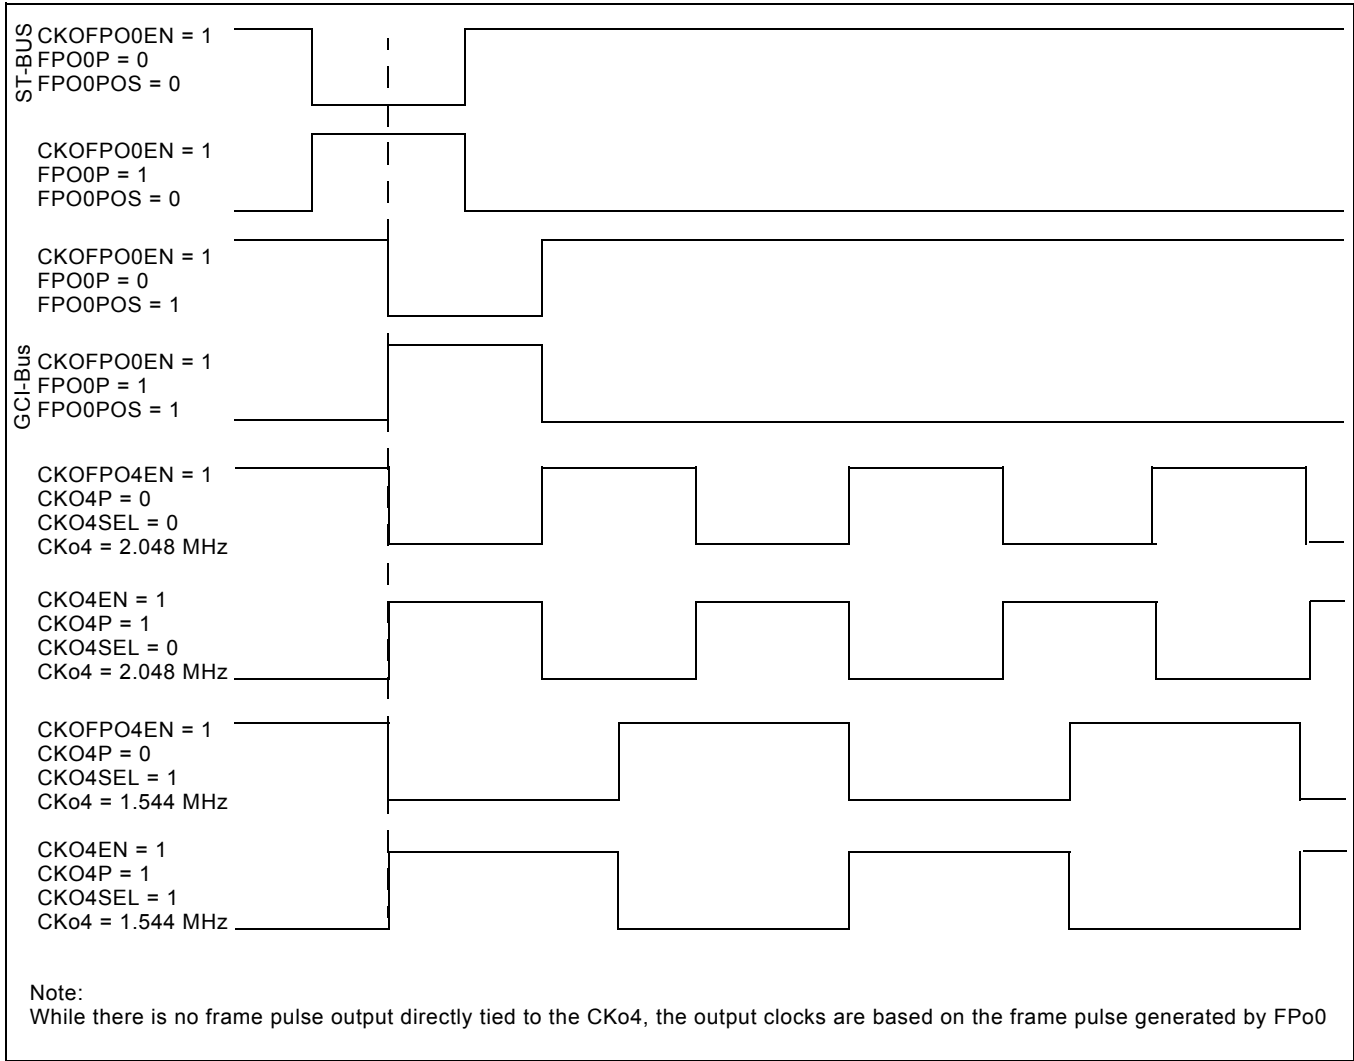 ST-BUS
CKOFPO0EN = 1
FPO0P = 0
FPO0POS = 0
CKOFPO0EN = 1
FPO0P = 1
FPO0POS = 0
CKOFPO0EN = 1
FPO0P = 0
FPO0POS = 1
GCI-Bus
CKOFPO0EN = 1
FPO0P = 1
FPO0POS = 1
CKOFPO4EN = 1
CKO4P = 0
CKO4SEL = 0
CKo4 = 2.048 MHz
CKO4EN = 1
CKO4P = 1
CKO4SEL = 0
CKo4 = 2.048 MHz
CKOFPO4EN = 1
CKO4P = 0
CKO4SEL = 1
CKo4 = 1.544 MHz
CKO4EN = 1
CKO4P = 1
CKO4SEL = 1
CKo4 = 1.544 MHz
Note:
While there is no frame pulse output directly tied to the CKo4, the output clocks are based on the frame pulse generated by FPo0